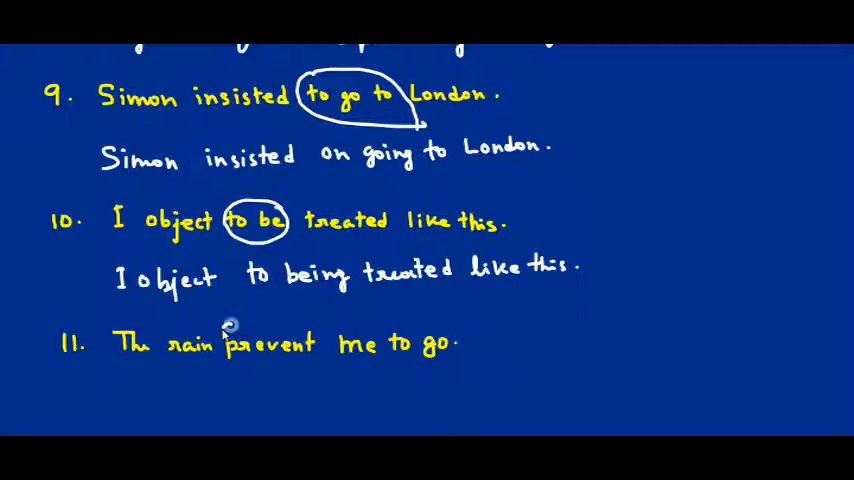 9. Simon insisted to go to London.
Simon insisted on going to London.
10. I object to be treated like this.
I object to being treated like this.
11. The rain prevent me to go.